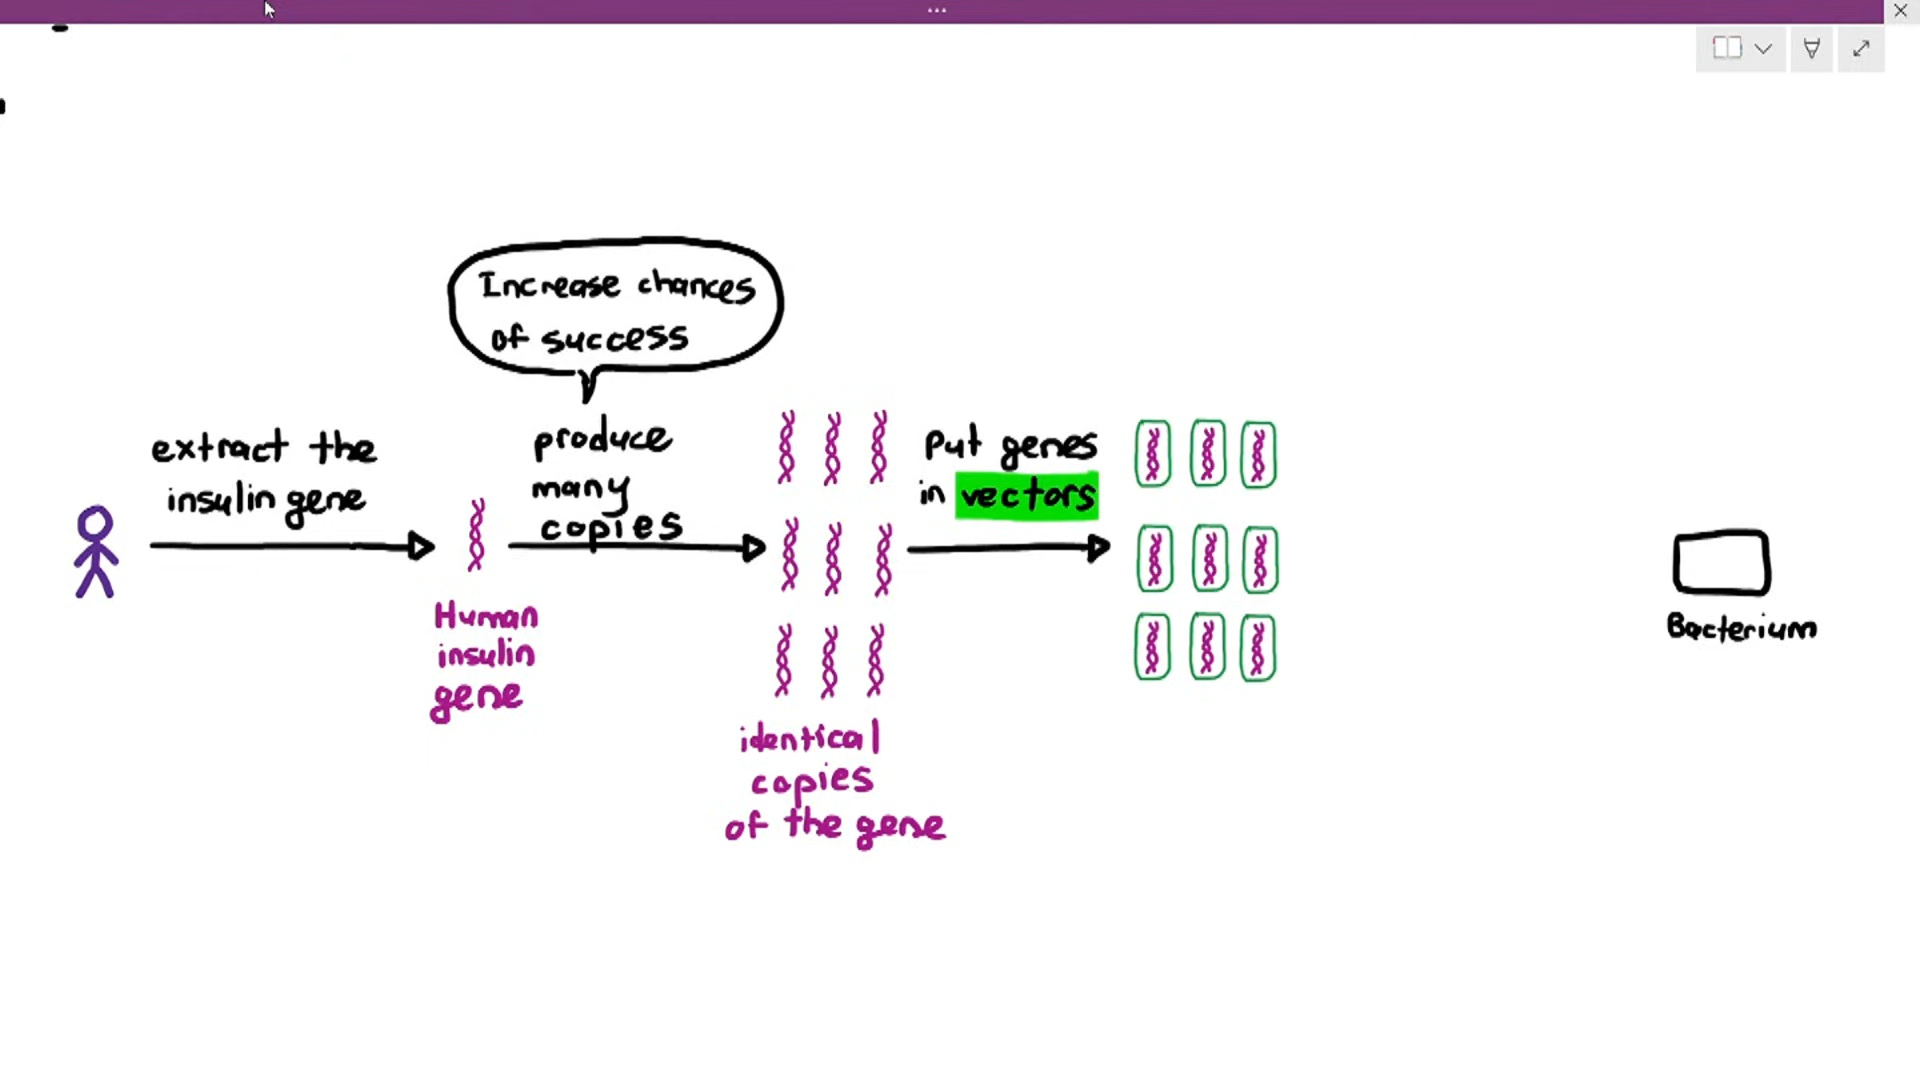 Increase chances
of success
extract the
insulin gene
produce
many
copies
Put genes
in vectors
Human
insulin
gene
identical
copies
of the gene
Bacterium